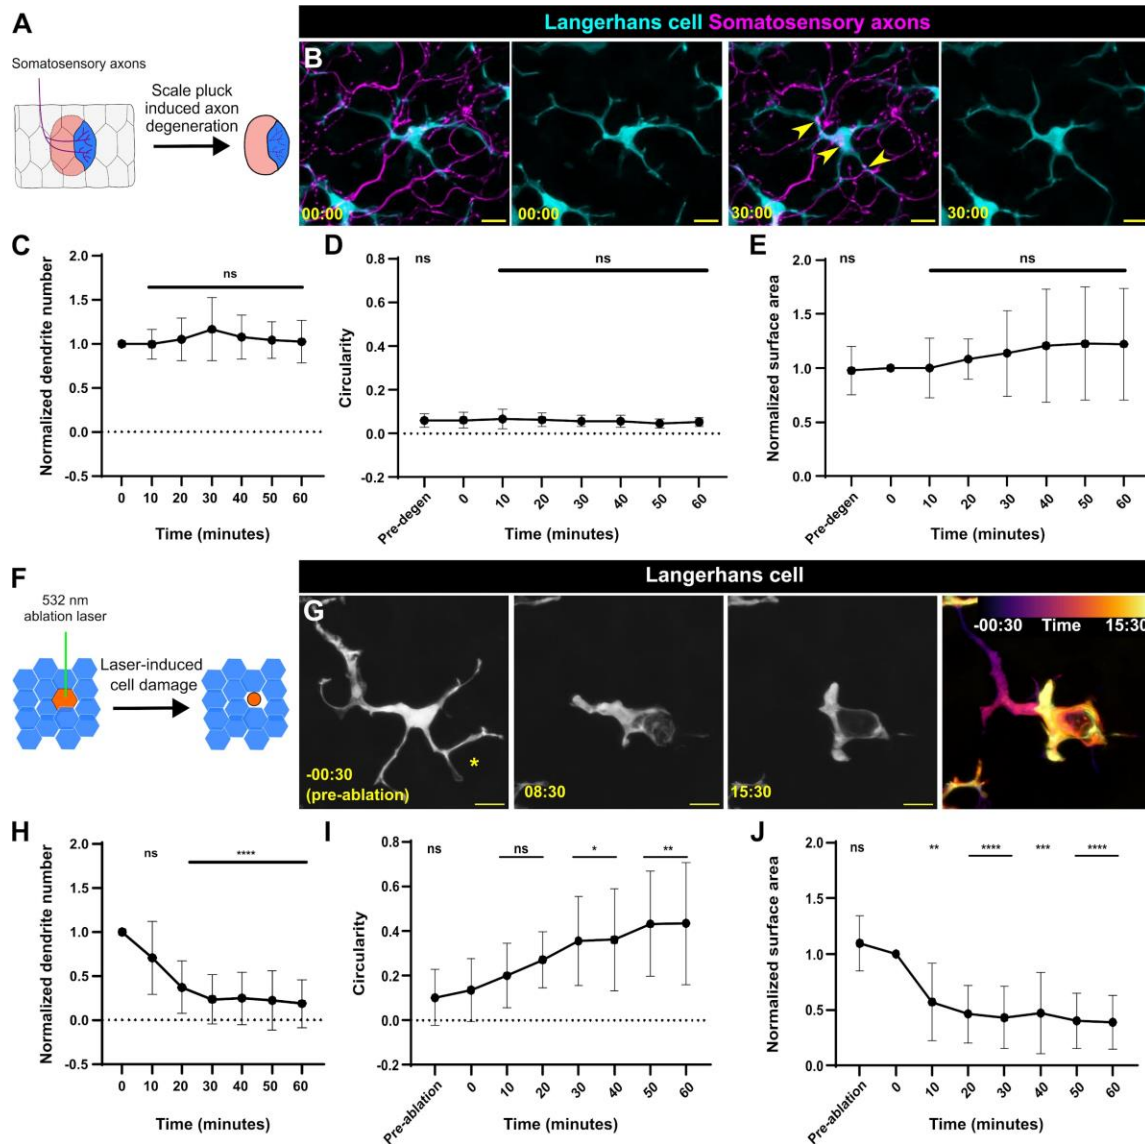 A
Somatosensory axons
Scale pluck
induced axon
degeneration
Langerhans cell Somatosensory axons
B
00:00
00:00
30:00
30:00
C
Normalized dendrite number
2.0
1.5
1.0
0.5
0.0
-0.5
ns
0 10 20 30 40 50 60
Time (minutes)
D
Circularity
0.8
0.6
0.4
0.2
0.0
-0.2
ns
ns
Pre-degen 0 10 20 30 40 50 60
Time (minutes)
E
Normalized surface area
2.0
1.5
1.0
0.5
0.0
ns
ns
Pre-degen 0 10 20 30 40 50 60
Time (minutes)
F
532 nm
ablation laser
Laser-induced
cell damage
Langerhans cell
G
-00:30
(pre-ablation)
*
08:30
15:30
-00:30 Time 15:30
H
Normalized dendrite number
2.0
1.5
1.0
0.5
0.0
-0.5
ns
****
0 10 20 30 40 50 60
Time (minutes)
I
Circularity
0.8
0.6
0.4
0.2
0.0
-0.2
ns
ns
*
**
Pre-ablation 0 10 20 30 40 50 60
Time (minutes)
J
Normalized surface area
2.0
1.5
1.0
0.5
0.0
ns
**
****
***
****
Pre-ablation 0 10 20 30 40 50 60
Time (minutes)